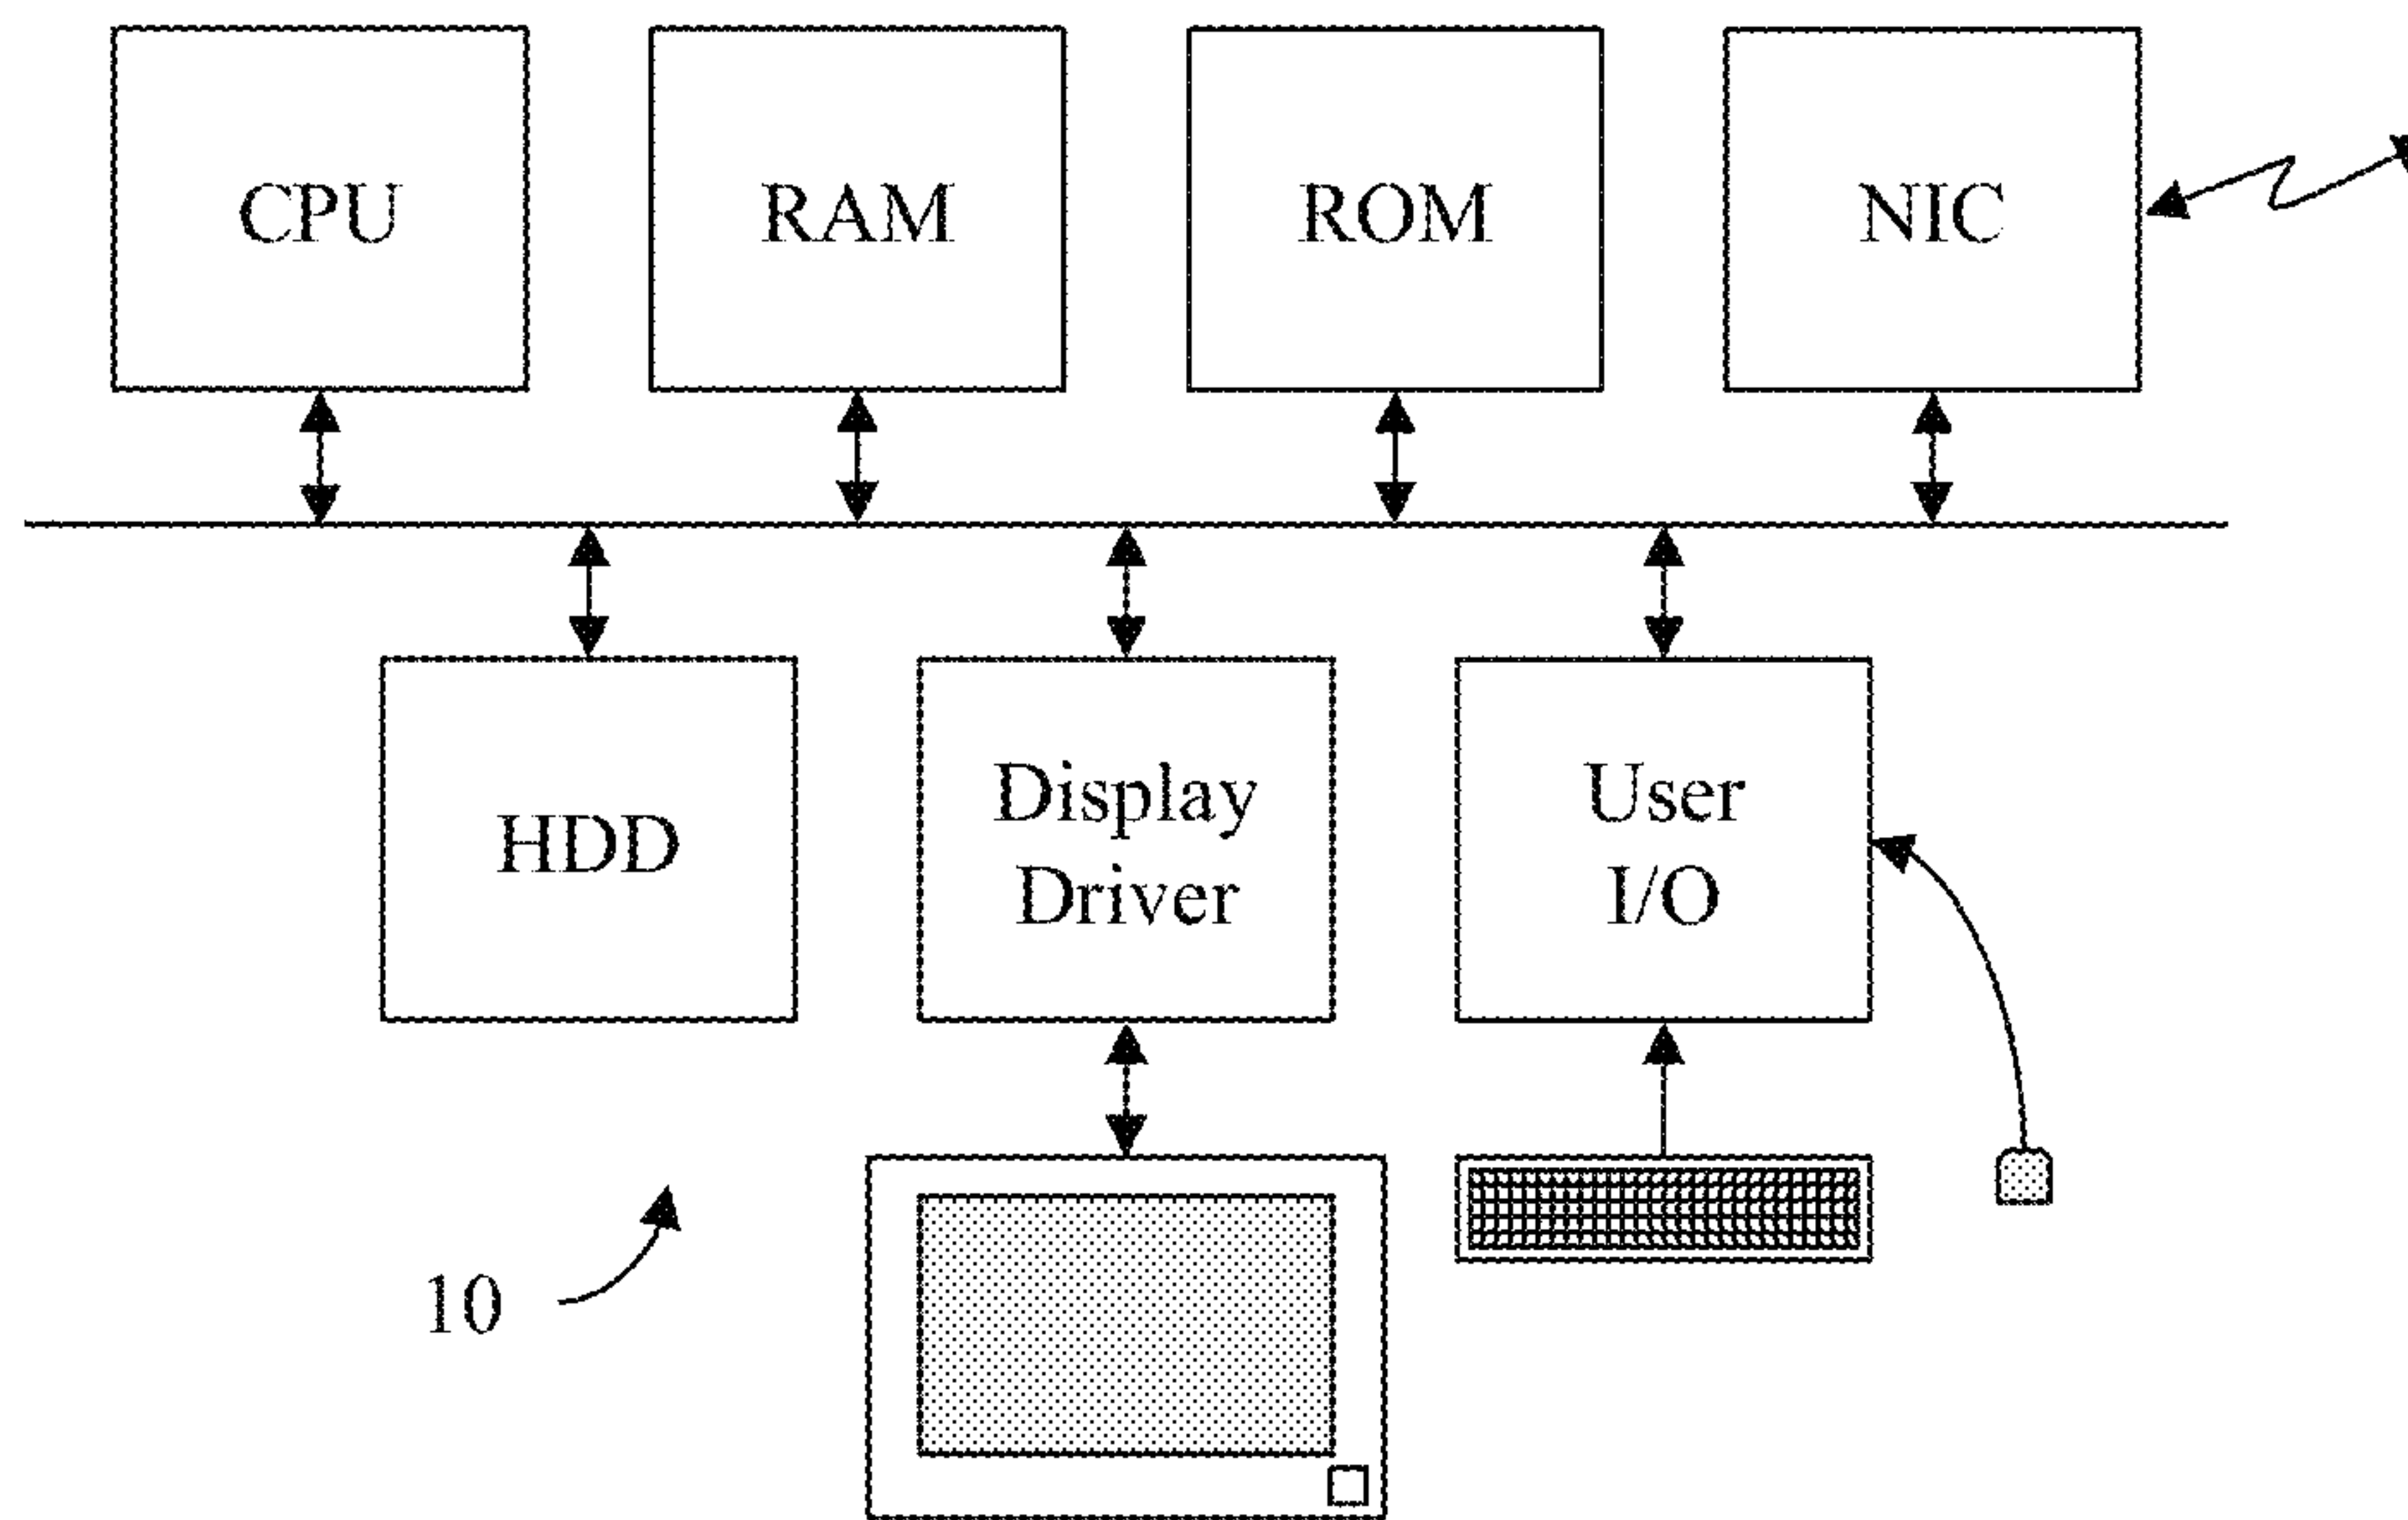 CPU
RAM
ROM
NIC
HDD
Display
Driver
User
I/O
10